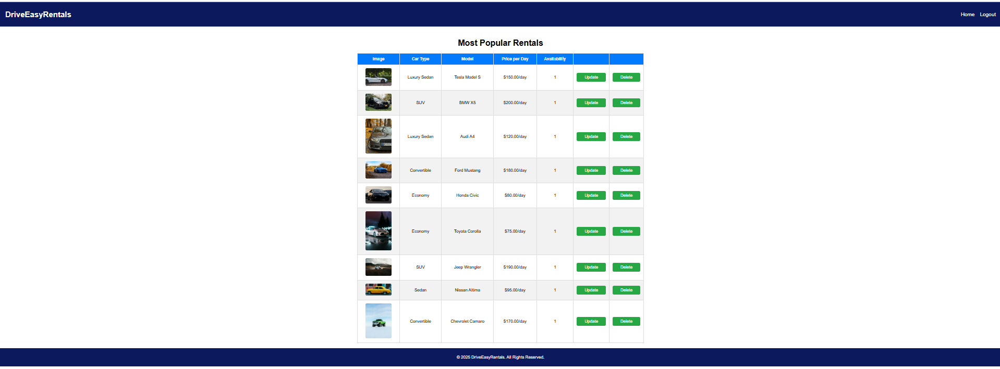 DriveEasyRentals
Home Logout
Most Popular Rentals
Image Car Type Model Price per Day Availability
Luxury Sedan Tesla Model S $150.00/day 1 Update Delete
SUV BMW X5 $200.00/day 1 Update Delete
Luxury Sedan Audi A4 $120.00/day 1 Update Delete
Convertible Ford Mustang $180.00/day 1 Update Delete
Economy Honda Civic $80.00/day 1 Update Delete
Economy Toyota Corolla $75.00/day 1 Update Delete
SUV Jeep Wrangler $190.00/day 1 Update Delete
Sedan Nissan Altima $95.00/day 1 Update Delete
Convertible Chevrolet Camaro $170.00/day 1 Update Delete
© 2025 DriveEasyRentals. All Rights Reserved.